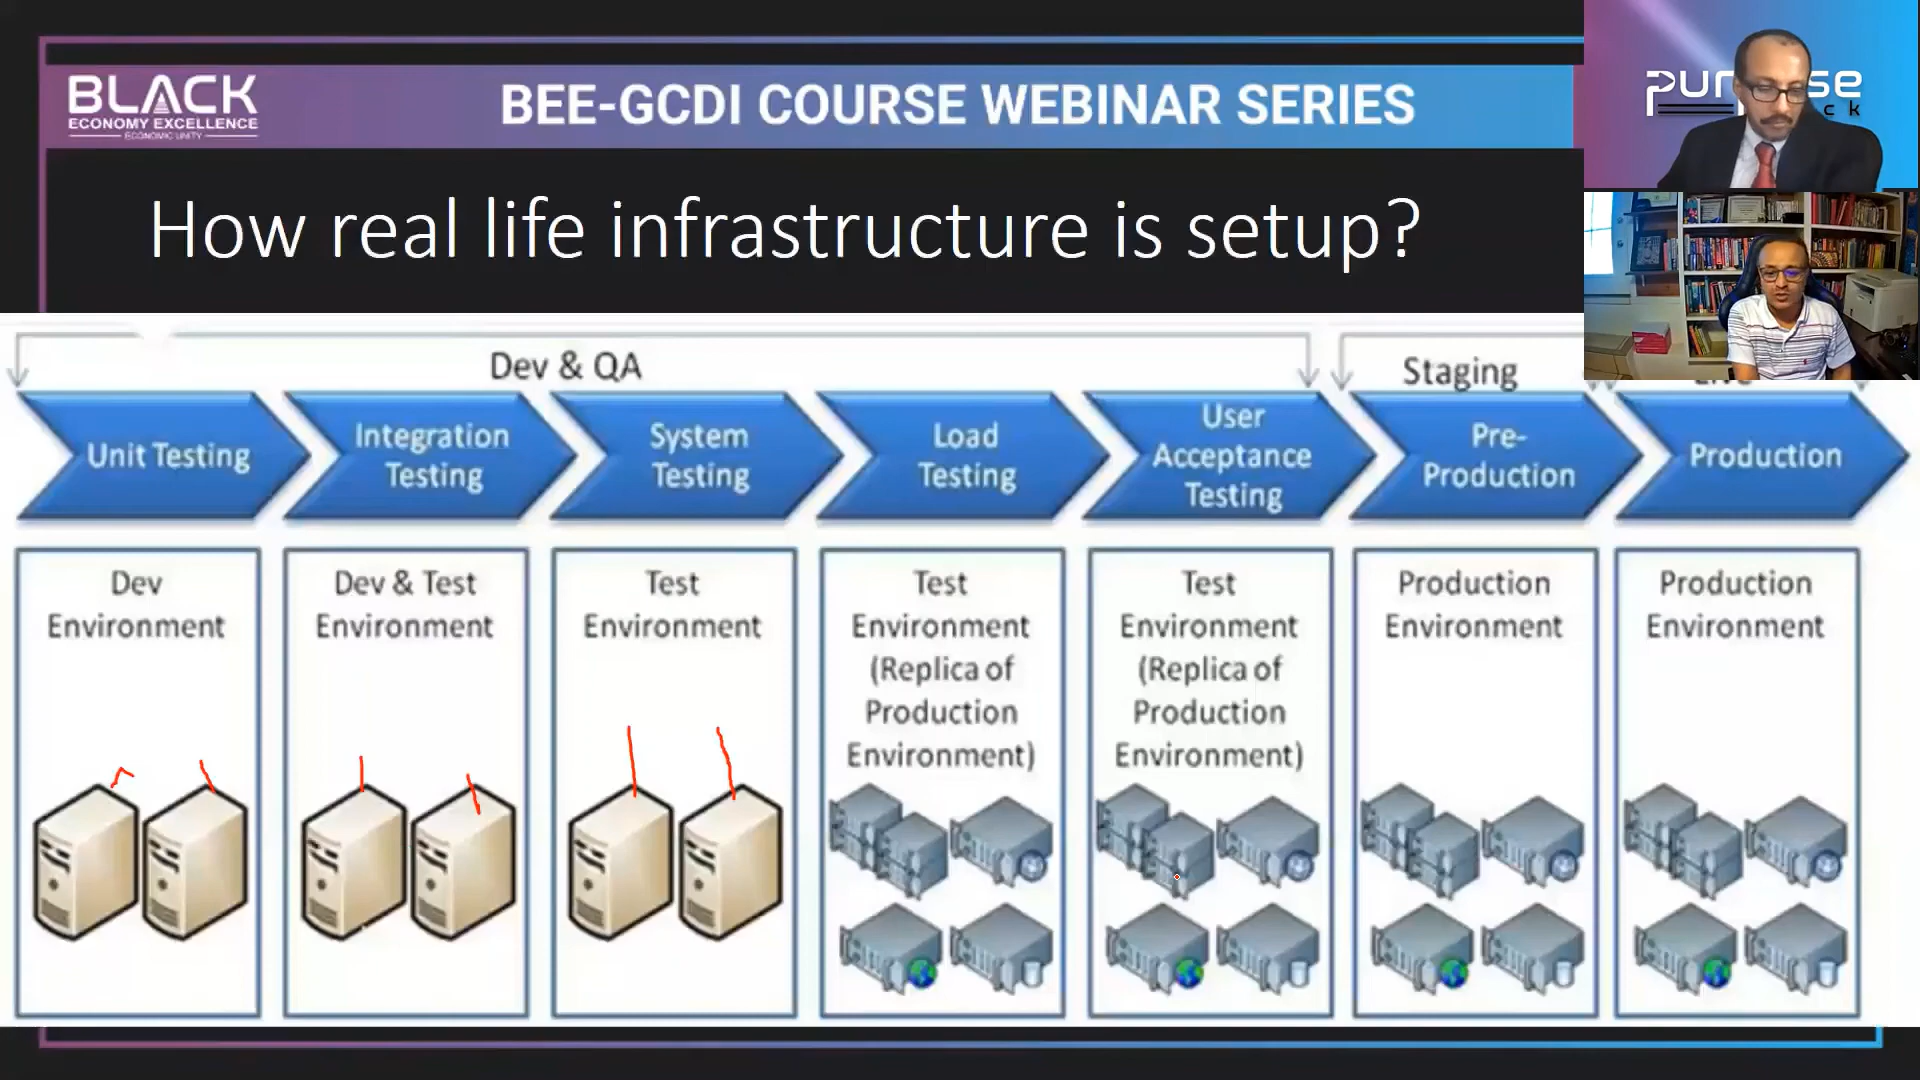 BLACK
ECONOMY EXCELLENCE
ECONOMIC UNITY
BEE-GCDI COURSE WEBINAR SERIES
How real life infrastructure is setup?
Dev & QA
Staging
Unit Testing
Integration
Testing
System
Testing
Load
Testing
User
Acceptance
Testing
Pre-
Production
Production
Dev
Environment
Dev & Test
Environment
Test
Environment
Test
Environment
(Replica of
Production
Environment)
Test
Environment
(Replica of
Production
Environment)
Production
Environment
Production
Environment